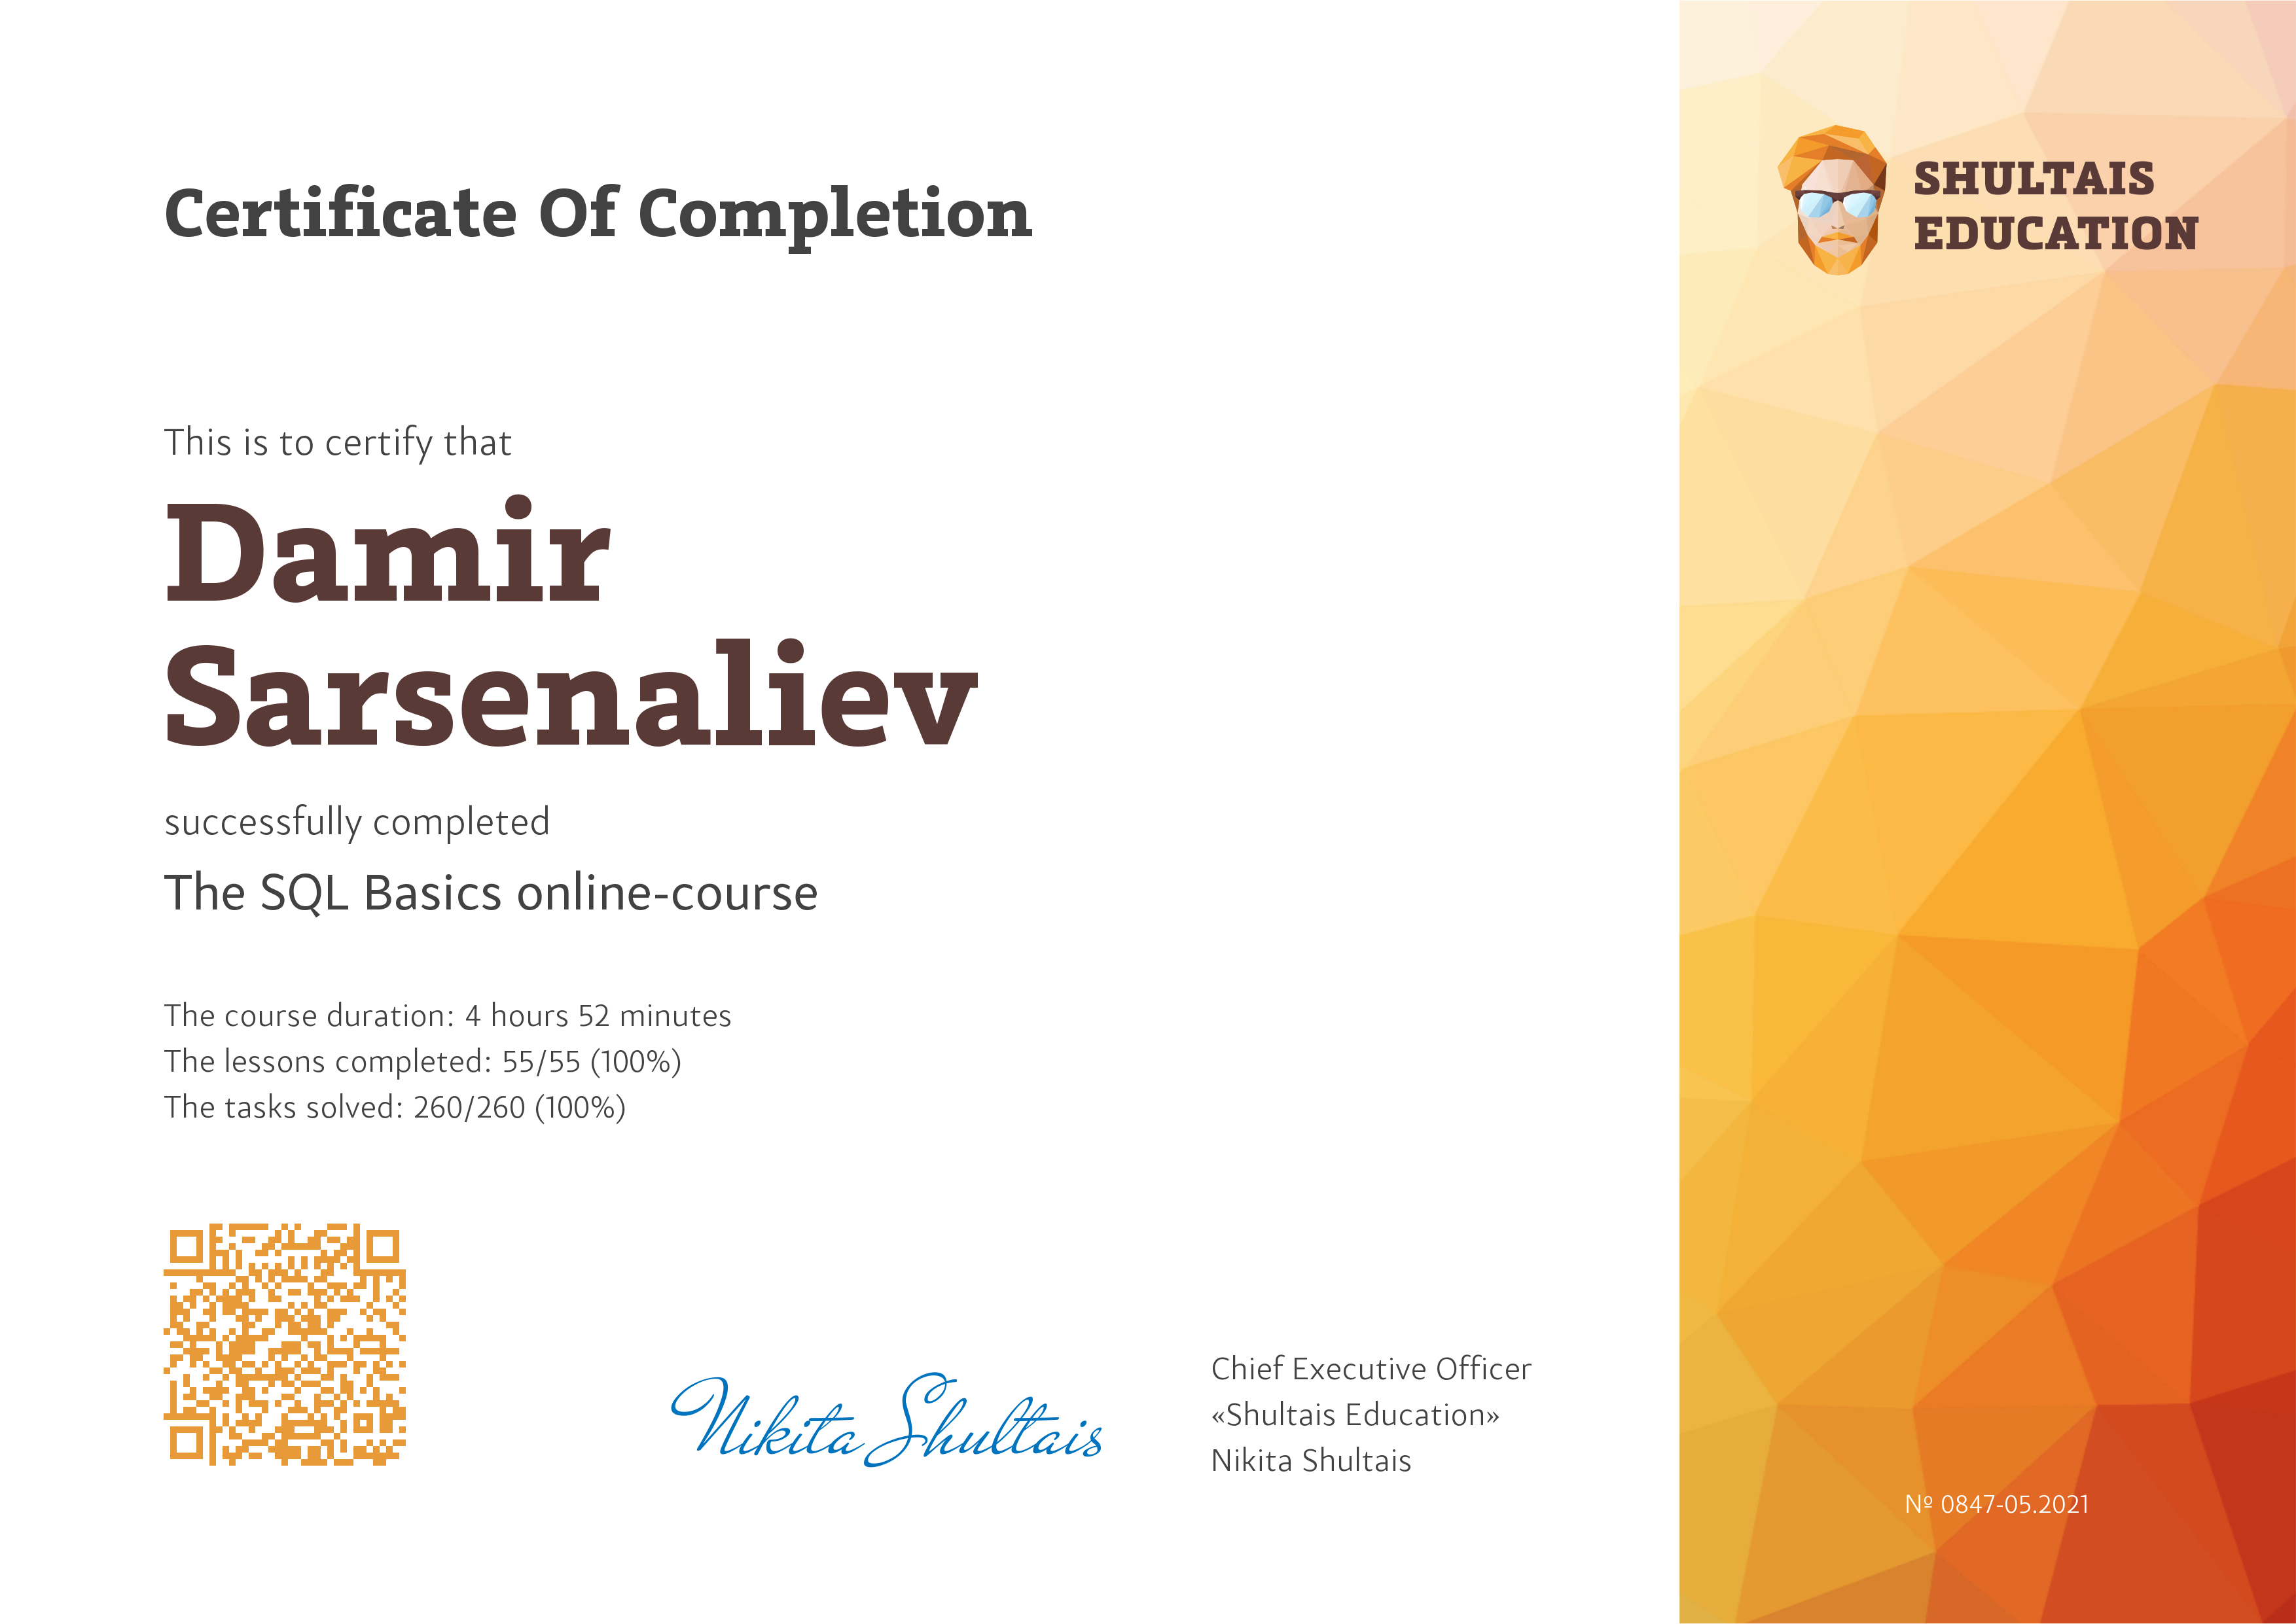 Certificate Of Completion
SHULTAIS
EDUCATION
This is to certify that
Damir
Sarsenaliev
successfully completed
The SQL Basics online-course
The course duration: 4 hours 52 minutes
The lessons completed: 55/55 (100%)
The tasks solved: 260/260 (100%)
Nikita Shultais
Chief Executive Officer
«Shultais Education»
Nikita Shultais
№ 0847-05.2021